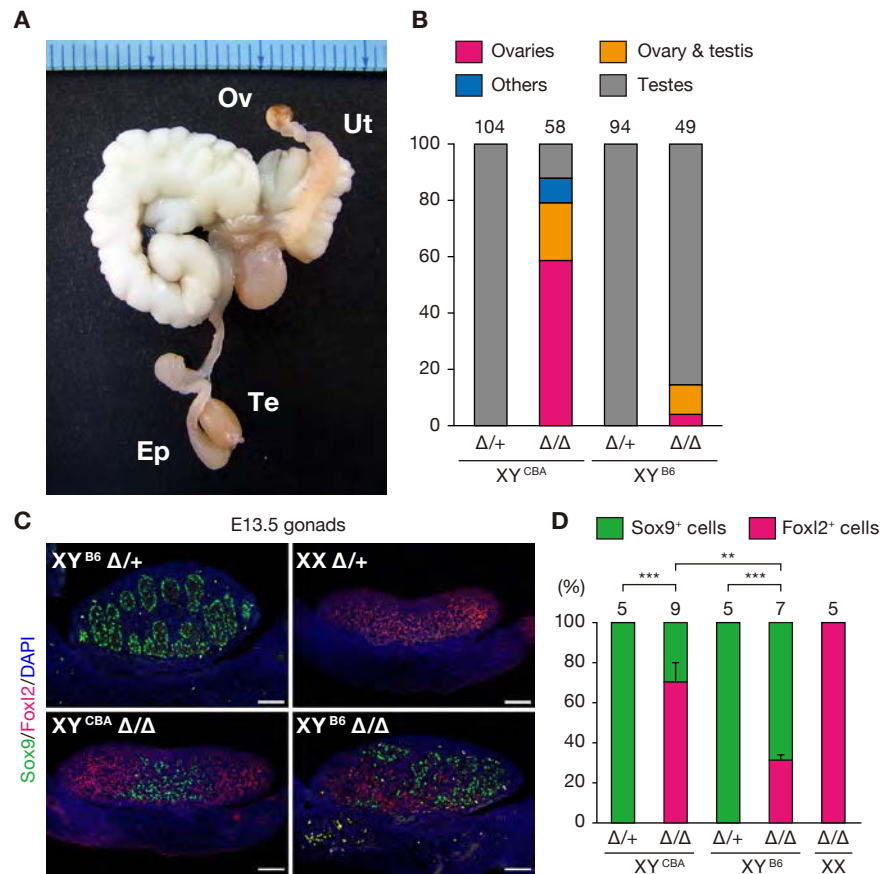 A
Ov
Ut
Te
Ep
B
Ovaries
Ovary & testis
Others
Testes
104
58
94
49
100
80
60
40
20
0
Δ/+
Δ/Δ
Δ/+
Δ/Δ
XY CBA
XY B6
C
E13.5 gonads
XY B6 Δ/+
XX Δ/+
XY CBA Δ/Δ
XY B6 Δ/Δ
Sox9/Foxl2/DAPI
D
Sox9+ cells
Foxl2+ cells
**
***
***
(%)
5
9
5
7
5
100
80
60
40
20
0
Δ/+
Δ/Δ
Δ/+
Δ/Δ
Δ/Δ
XY CBA
XY B6
XX